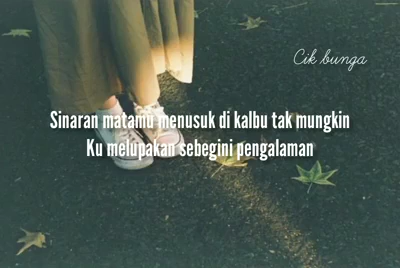 Cik bunga
Sinaran matamu menusuk di kalbu tak mungkin
Ku melupakan sebegini pengalaman